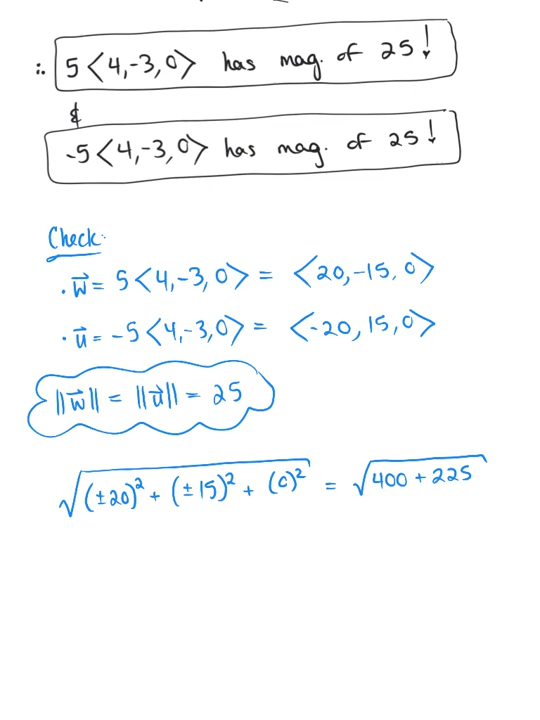 ∴ 5<4,-3,0> has mag. of 25!
&
-5<4,-3,0> has mag. of 25!
Check:
· w⃗ = 5<4,-3,0> = <20,-15,0>
· u⃗ = -5<4,-3,0> = <-20,15,0>
||w⃗|| = ||u⃗|| = 25
√((±20)² + (±15)² + (0)²) = √(400 + 225)